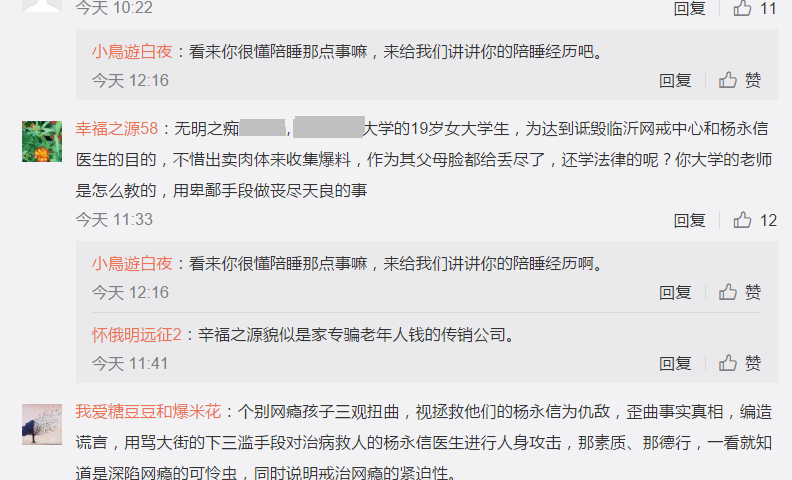 今天 10:22
回复 11
小鳥遊白夜：看来你很懂陪睡那点事嘛，来给我们讲讲你的陪睡经历吧。
今天 12:16
回复 赞
幸福之源58：无明之痴 , 大学的19岁女大学生，为达到诋毁临沂网戒中心和杨永信
医生的目的，不惜出卖肉体来收集爆料，作为其父母脸都给丢尽了，还学法律的呢？你大学的老师
是怎么教的，用卑鄙手段做丧尽天良的事
今天 11:33
回复 12
小鳥遊白夜：看来你很懂陪睡那点事嘛，来给我们讲讲你的陪睡经历啊。
今天 12:16
回复 赞
怀俄明远征2：辛福之源貌似是家专骗老年人钱的传销公司。
今天 11:41
回复 赞
我爱糖豆豆和爆米花：个别网瘾孩子三观扭曲，视拯救他们的杨永信为仇敌，歪曲事实真相，编造
谎言，用骂大街的下三滥手段对治病救人的杨永信医生进行人身攻击，那素质、那德行，一看就知
道是深陷网瘾的可怜虫，同时说明戒治网瘾的紧迫性。